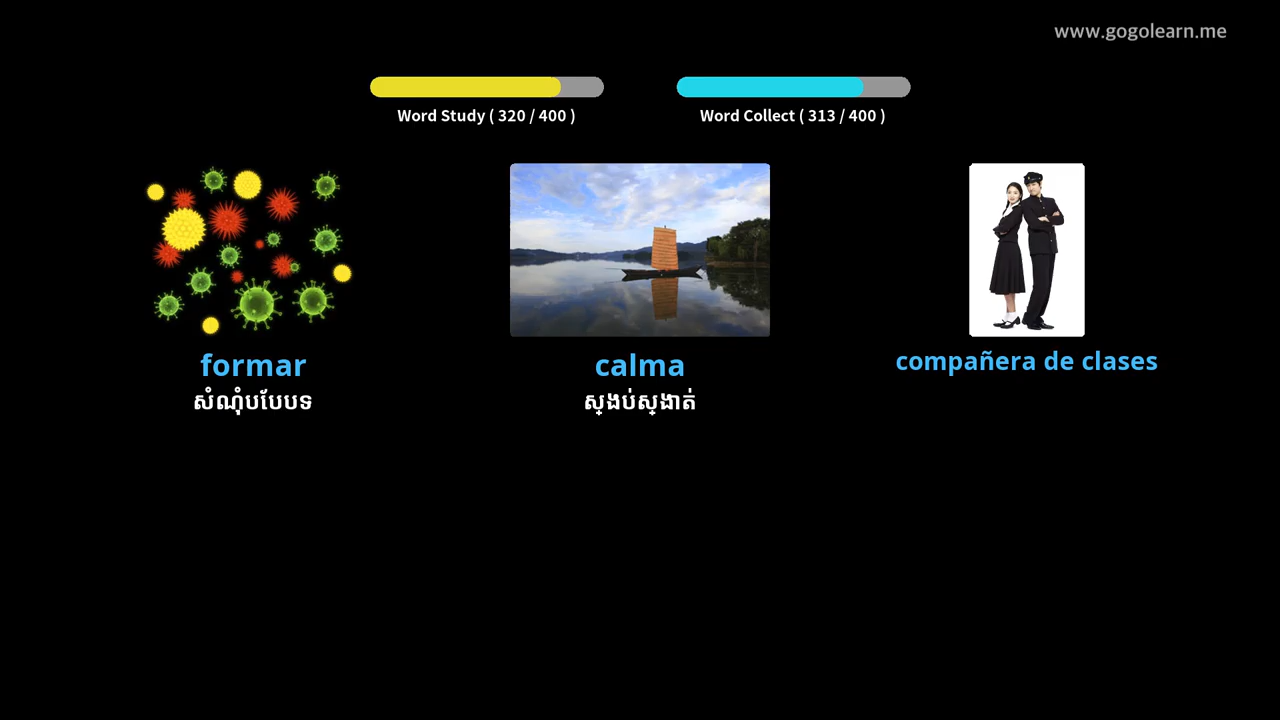 www.gogolearn.me
Word Study ( 320 / 400 )
Word Collect ( 313 / 400 )
formar
calma
compañera de clases
សំណុំបបែបទ
ស្ងប់ស្ងាត់